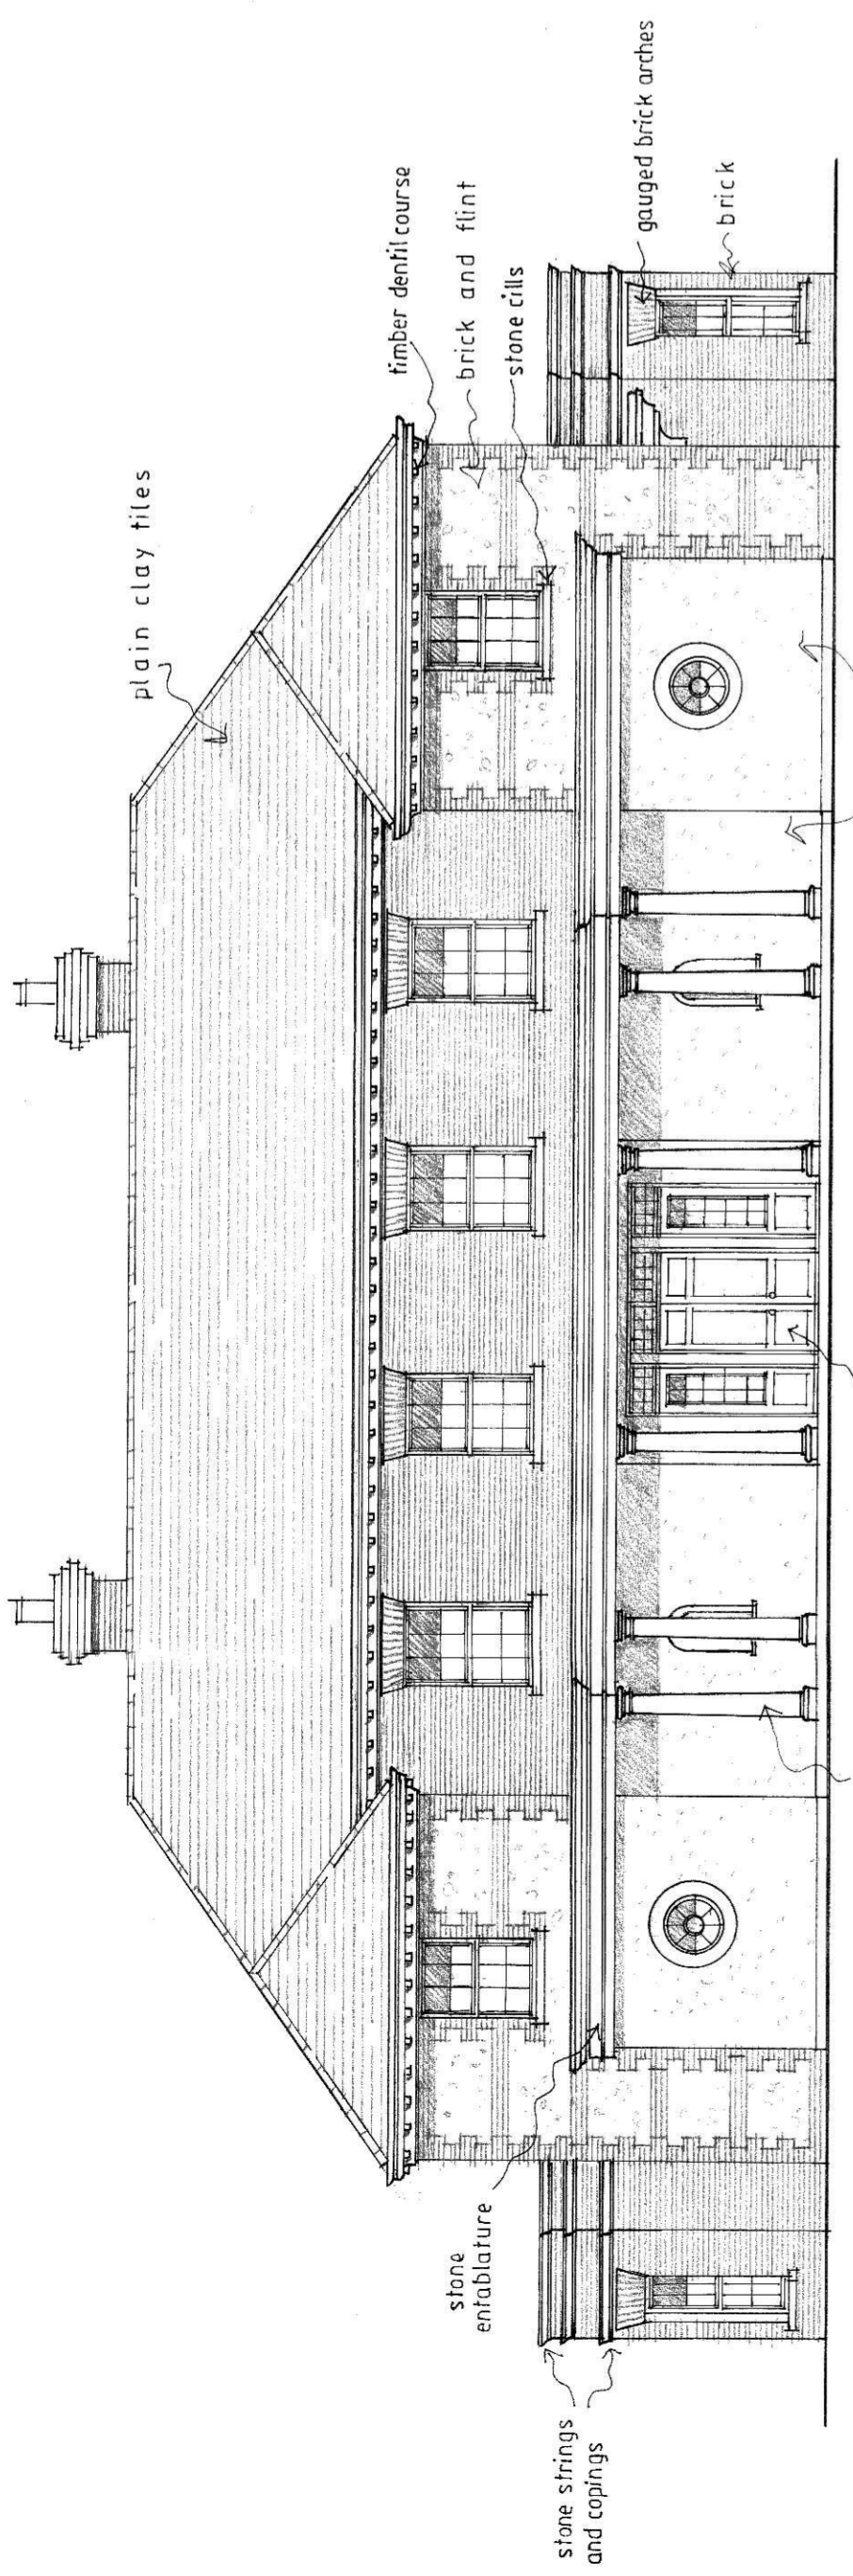 plain clay tiles
timber dentil course
brick and flint
stone cills
gauged brick arches
brick
stone
entablature
stone strings
and copings